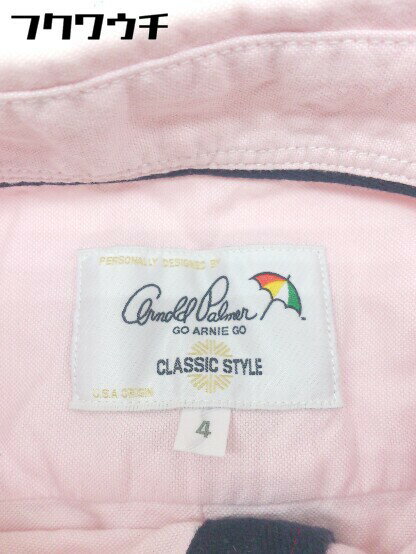 フクワウチ
PERSONALLY DESIGNED BY
Arnold Palmer
GO ARNIE GO
CLASSIC STYLE
U.S.A ORIGIN
4